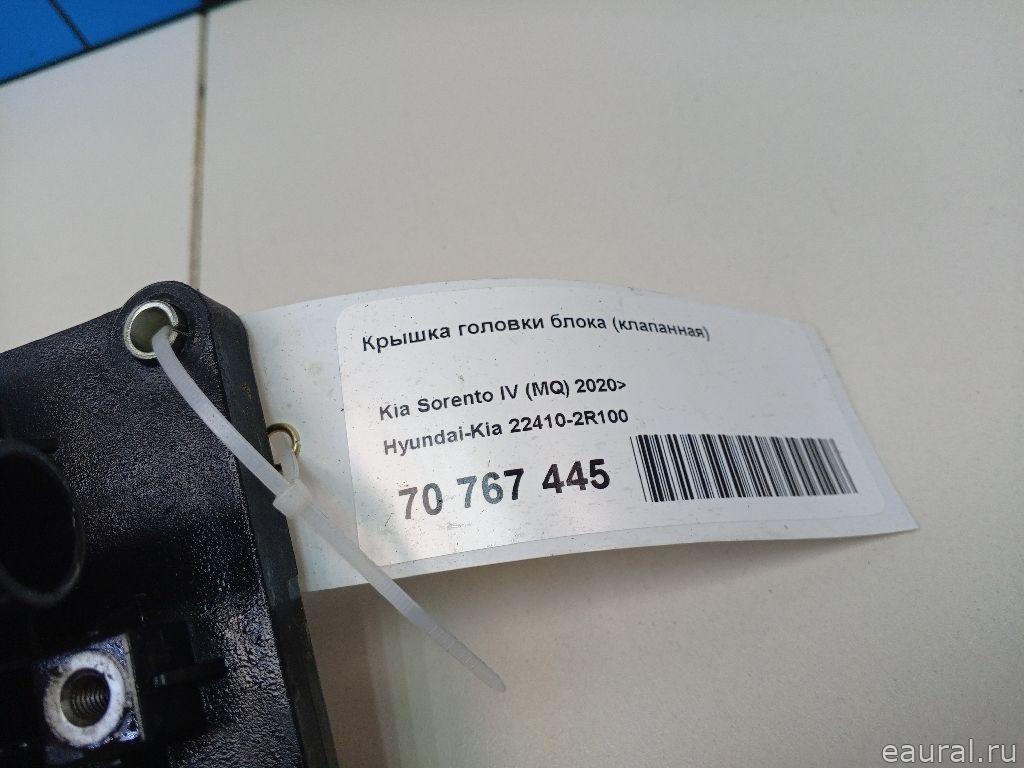 Крышка головки блока (клапанная)
Kia Sorento IV (MQ) 2020>
Hyundai-Kia 22410-2R100
70 767 445
eaural.ru